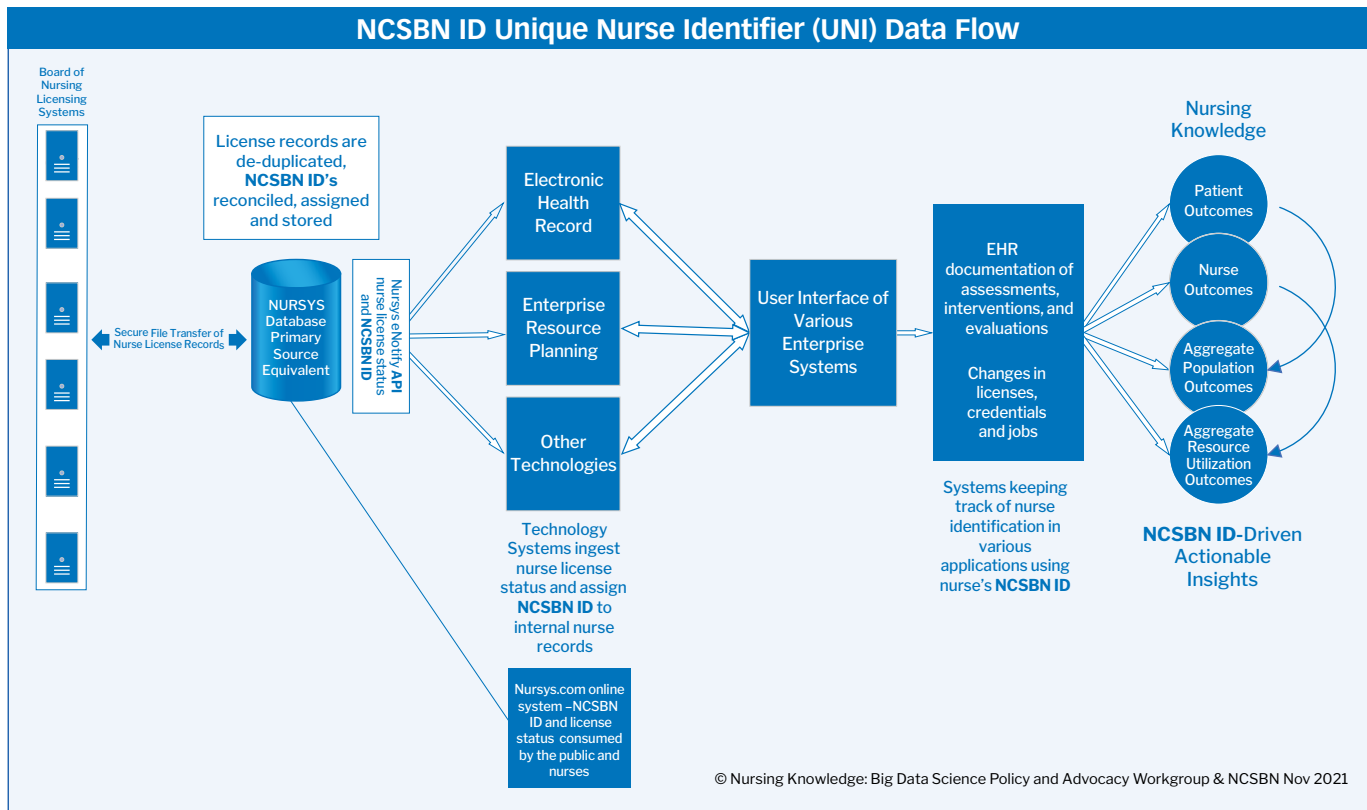 NCSBN ID Unique Nurse Identifier (UNI) Data Flow
Board of
Nursing
Licensing
Systems
Secure File Transfer of
Nurse License Records
License records are
de-duplicated,
NCSBN ID's
reconciled, assigned
and stored
NURSYS
Database
Primary
Source
Equivalent
Nursys eNotify API
nurse license status
and NCSBN ID
Electronic
Health
Record
Enterprise
Resource
Planning
Other
Technologies
Technology
Systems ingest
nurse license
status and assign
NCSBN ID to
internal nurse
records
Nursys.com online
system –NCSBN
ID and license
status consumed
by the public and
nurses
User Interface of
Various
Enterprise
Systems
EHR
documentation of
assessments,
interventions, and
evaluations
Changes in
licenses,
credentials
and jobs
Systems keeping
track of nurse
identification in
various
applications using
nurse's NCSBN ID
Nursing
Knowledge
Patient
Outcomes
Nurse
Outcomes
Aggregate
Population
Outcomes
Aggregate
Resource
Utilization
Outcomes
NCSBN ID-Driven
Actionable
Insights
© Nursing Knowledge: Big Data Science Policy and Advocacy Workgroup & NCSBN Nov 2021